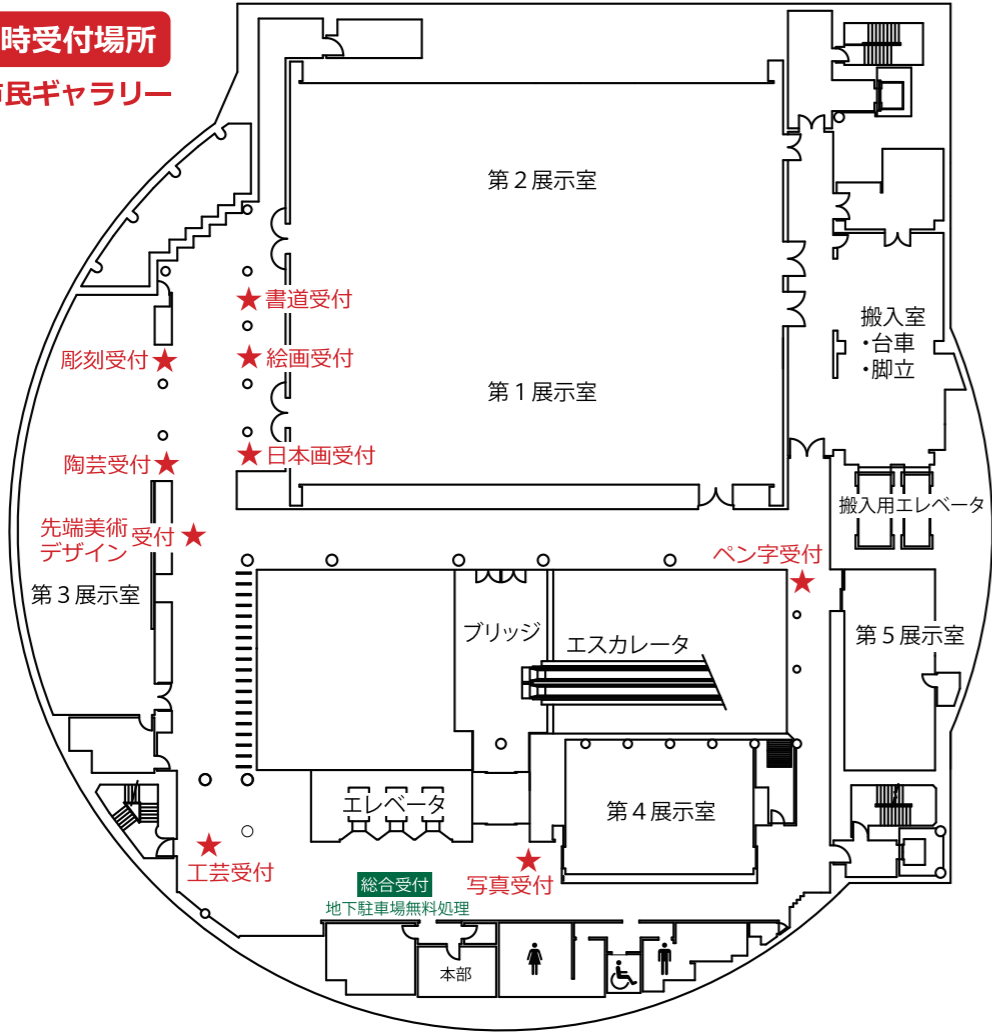 時受付場所
市民ギャラリー
第２展示室
書道受付
搬入室
・台車
・脚立
彫刻受付
絵画受付
第１展示室
日本画受付
陶芸受付
搬入用エレベータ
先端美術
デザイン
受付
ペン字受付
第３展示室
ブリッジ
エスカレータ
第５展示室
エレベータ
第４展示室
工芸受付
総合受付
写真受付
地下駐車場無料処理
本部